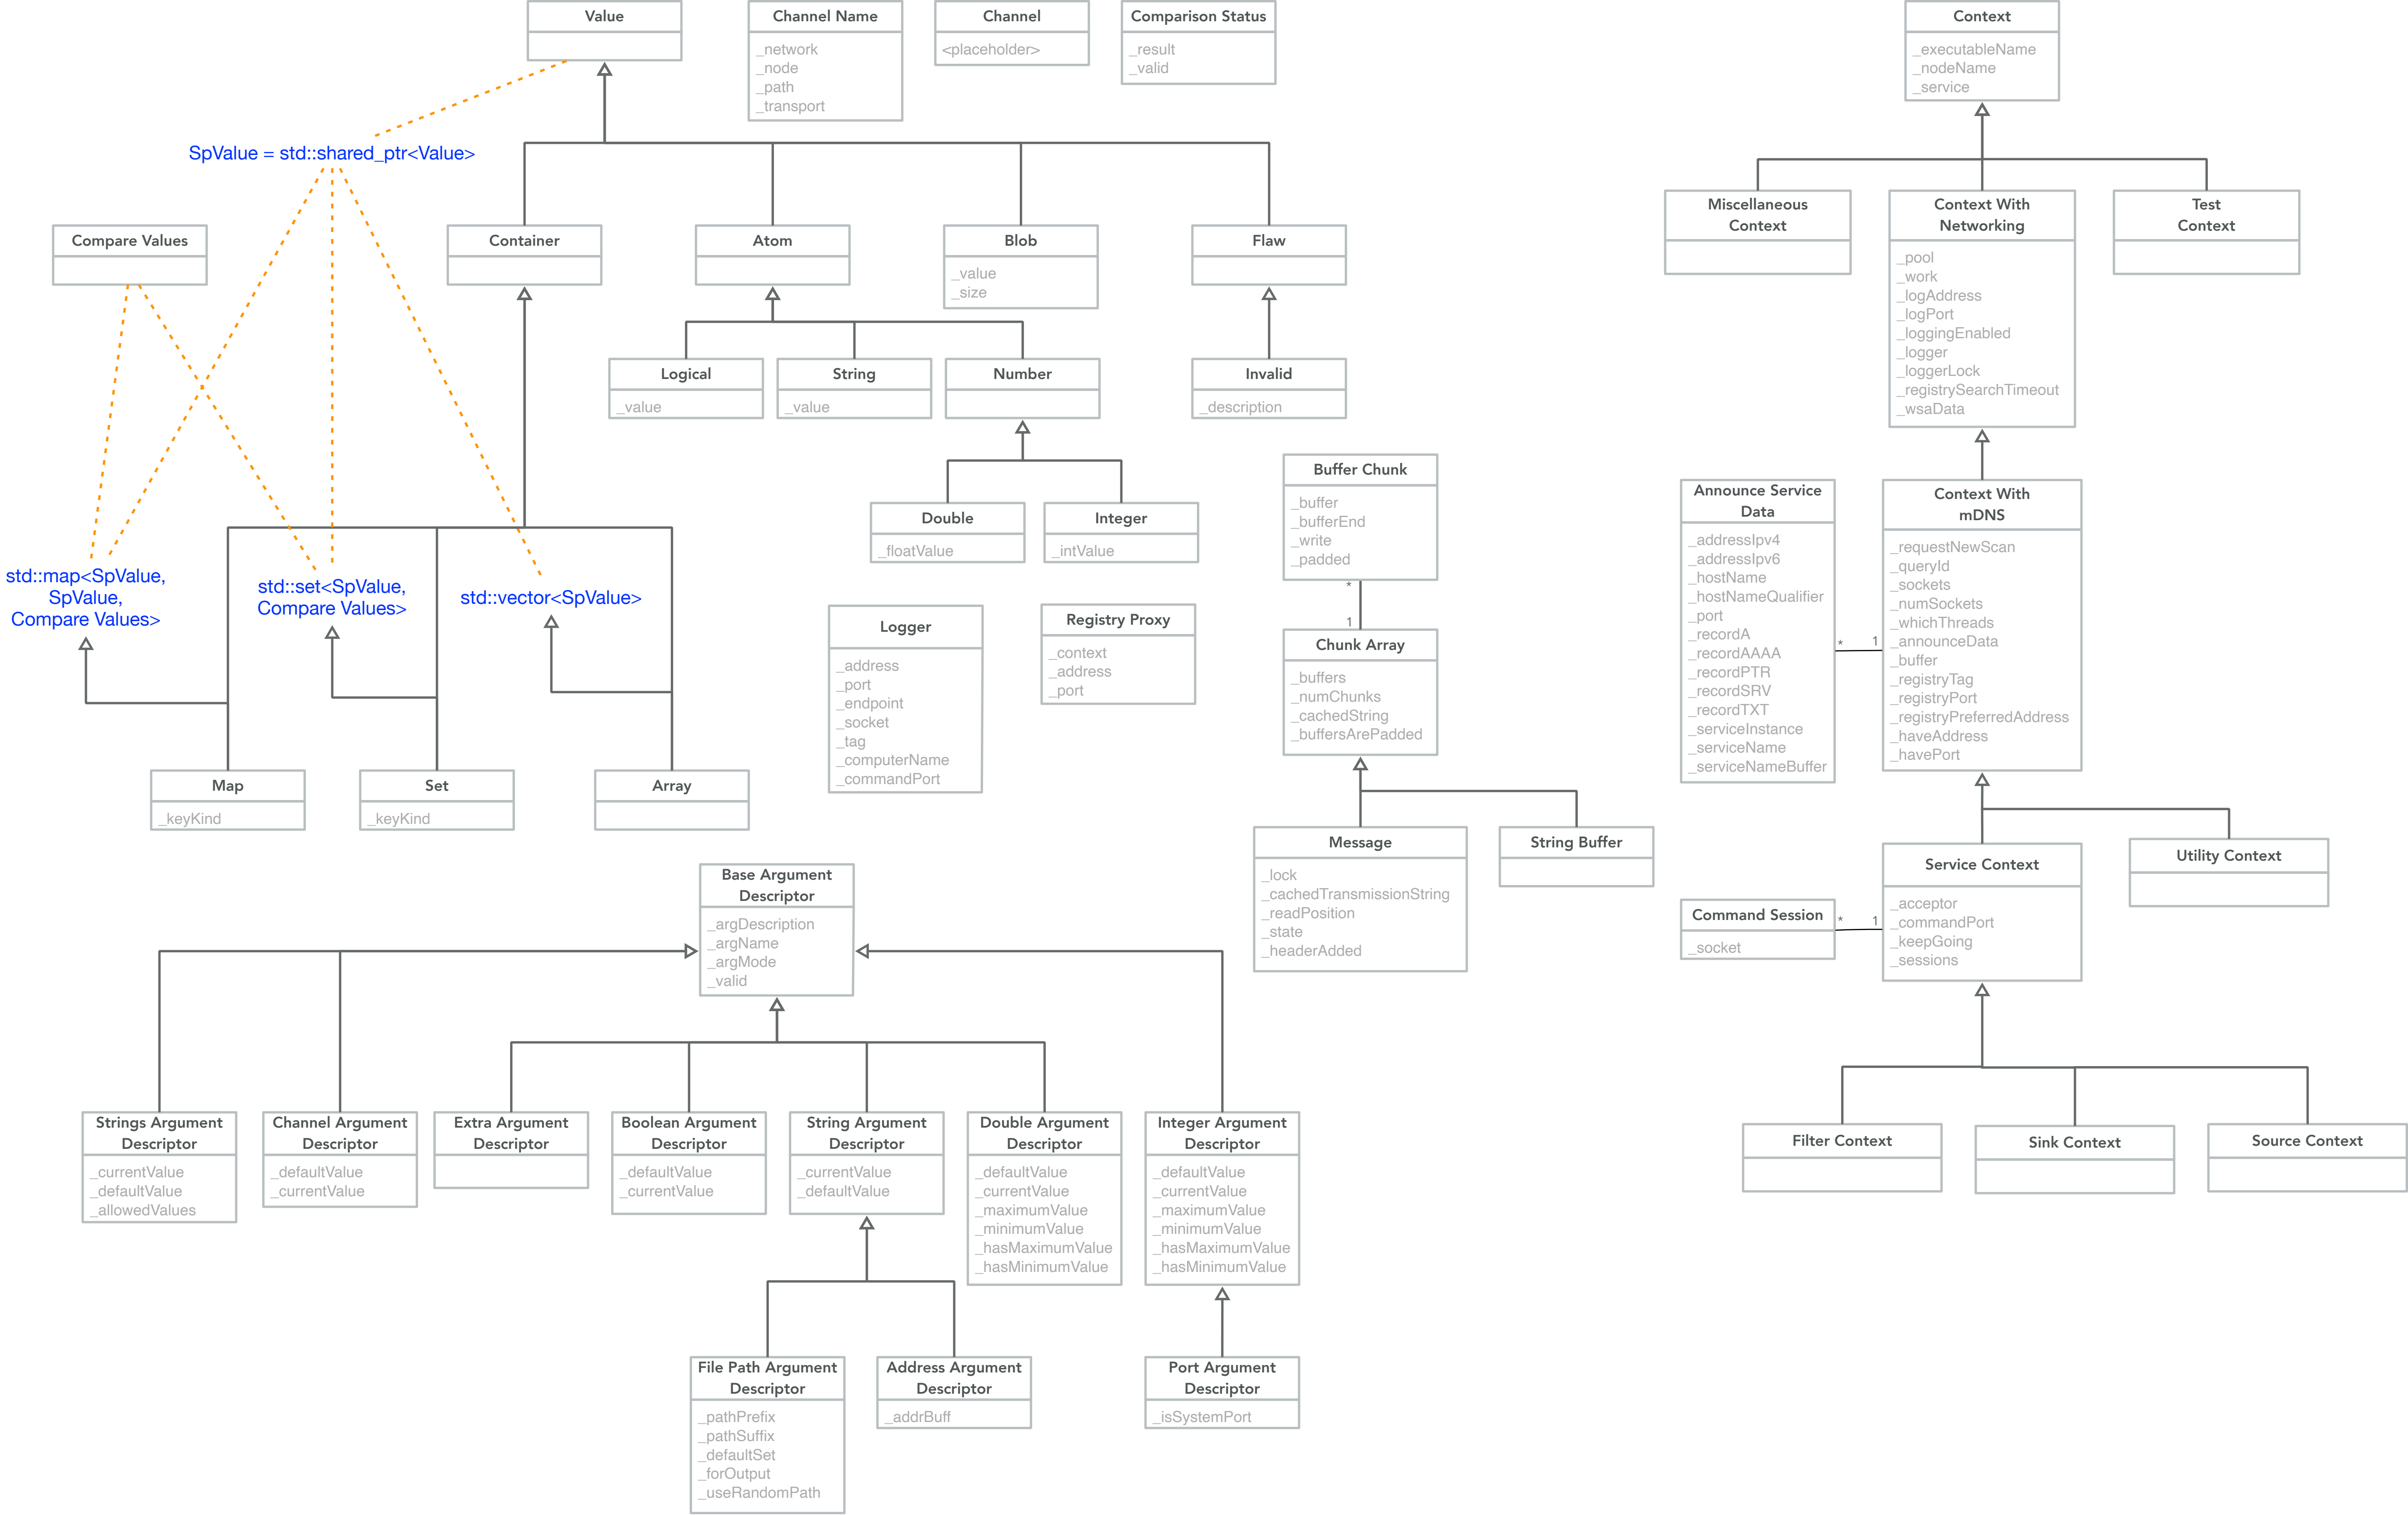 Value
Channel Name
_network
_node
_path
_transport
Channel
<placeholder>
Comparison Status
_result
_valid
Context
_executableName
_nodeName
_service
SpValue = std::shared_ptr<Value>
Compare Values
Container
Atom
Blob
_value
_size
Flaw
Miscellaneous
Context
Context With
Networking
_pool
_work
_logAddress
_logPort
_loggingEnabled
_logger
_loggerLock
_registrySearchTimeout
_wsaData
Test
Context
Logical
_value
String
_value
Number
Invalid
_description
Double
_floatValue
Integer
_intValue
Buffer Chunk
_buffer
_bufferEnd
_write
_padded
*
1
Chunk Array
_buffers
_numChunks
_cachedString
_buffersArePadded
Announce Service
Data
_addressIpv4
_addressIpv6
_hostName
_hostNameQualifier
_port
_recordA
_recordAAAA
_recordPTR
_recordSRV
_recordTXT
_serviceInstance
_serviceName
_serviceNameBuffer
* 1
Context With
mDNS
_requestNewScan
_queryId
_sockets
_numSockets
_whichThreads
_announceData
_buffer
_registryTag
_registryPort
_registryPreferredAddress
_haveAddress
_havePort
std::map<SpValue,
SpValue,
Compare Values>
std::set<SpValue,
Compare Values>
std::vector<SpValue>
Logger
_address
_port
_endpoint
_socket
_tag
_computerName
_commandPort
Registry Proxy
_context
_address
_port
Map
_keyKind
Set
_keyKind
Array
Message
_lock
_cachedTransmissionString
_readPosition
_state
_headerAdded
String Buffer
Command Session
_socket
* 1
Service Context
_acceptor
_commandPort
_keepGoing
_sessions
Utility Context
Base Argument
Descriptor
_argDescription
_argName
_argMode
_valid
Strings Argument
Descriptor
_currentValue
_defaultValue
_allowedValues
Channel Argument
Descriptor
_defaultValue
_currentValue
Extra Argument
Descriptor
Boolean Argument
Descriptor
_defaultValue
_currentValue
String Argument
Descriptor
_currentValue
_defaultValue
Double Argument
Descriptor
_defaultValue
_currentValue
_maximumValue
_minimumValue
_hasMaximumValue
_hasMinimumValue
Integer Argument
Descriptor
_defaultValue
_currentValue
_maximumValue
_minimumValue
_hasMaximumValue
_hasMinimumValue
Filter Context
Sink Context
Source Context
File Path Argument
Descriptor
_pathPrefix
_pathSuffix
_defaultSet
_forOutput
_useRandomPath
Address Argument
Descriptor
_addrBuff
Port Argument
Descriptor
_isSystemPort